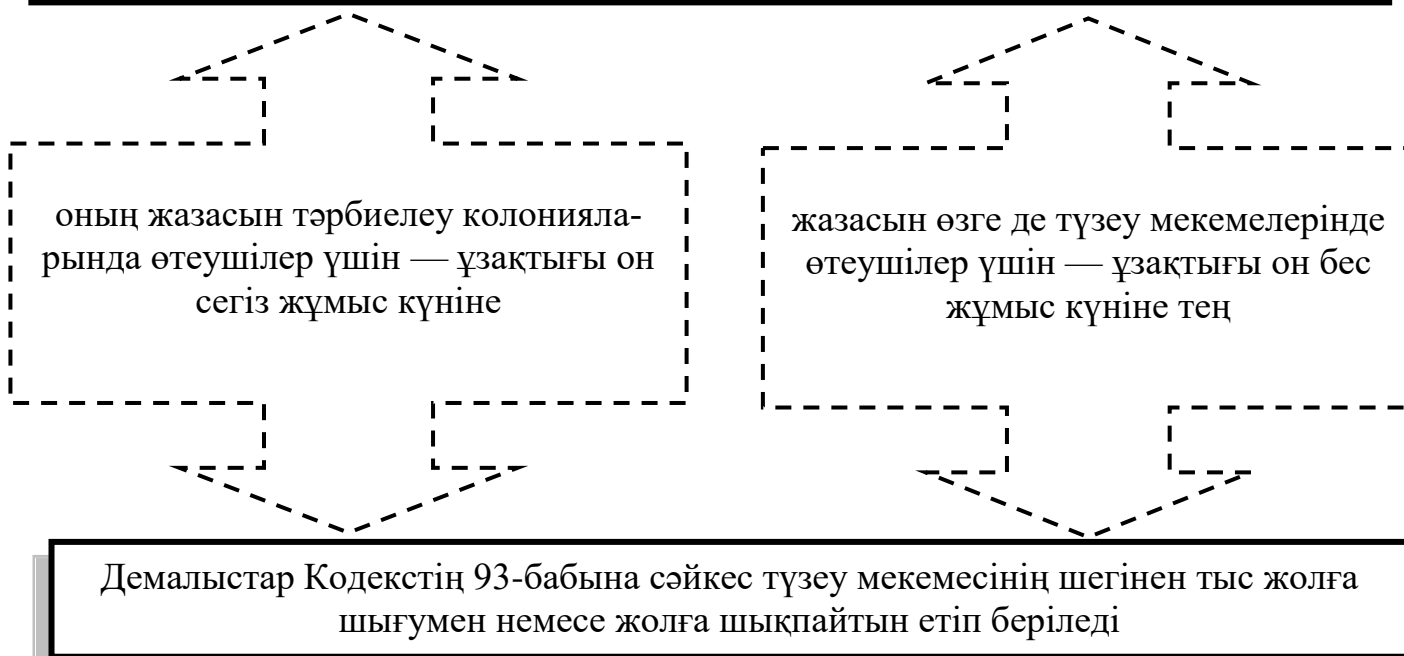 оның жазасын тәрбиелеу колонияла-
рында өтеушілер үшін — ұзақтығы он
сегіз жұмыс күніне
жазасын өзге де түзеу мекемелерінде
өтеушілер үшін — ұзақтығы он бес
жұмыс күніне тең
Демалыстар Кодекстің 93-бабына сәйкес түзеу мекемесінің шегінен тыс жолға
шығумен немесе жолға шықпайтын етіп беріледі